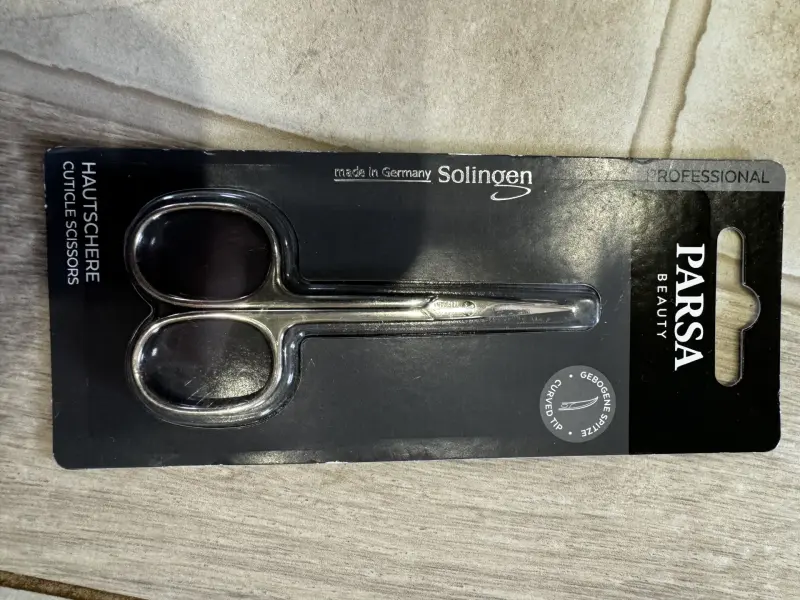 PROFESSIONAL
PARSA
BEAUTY
made in Germany Solingen
GEBOGENE SPITZE
CURVED TIP
HAUTSCHERE
CUTICLE SCISSORS